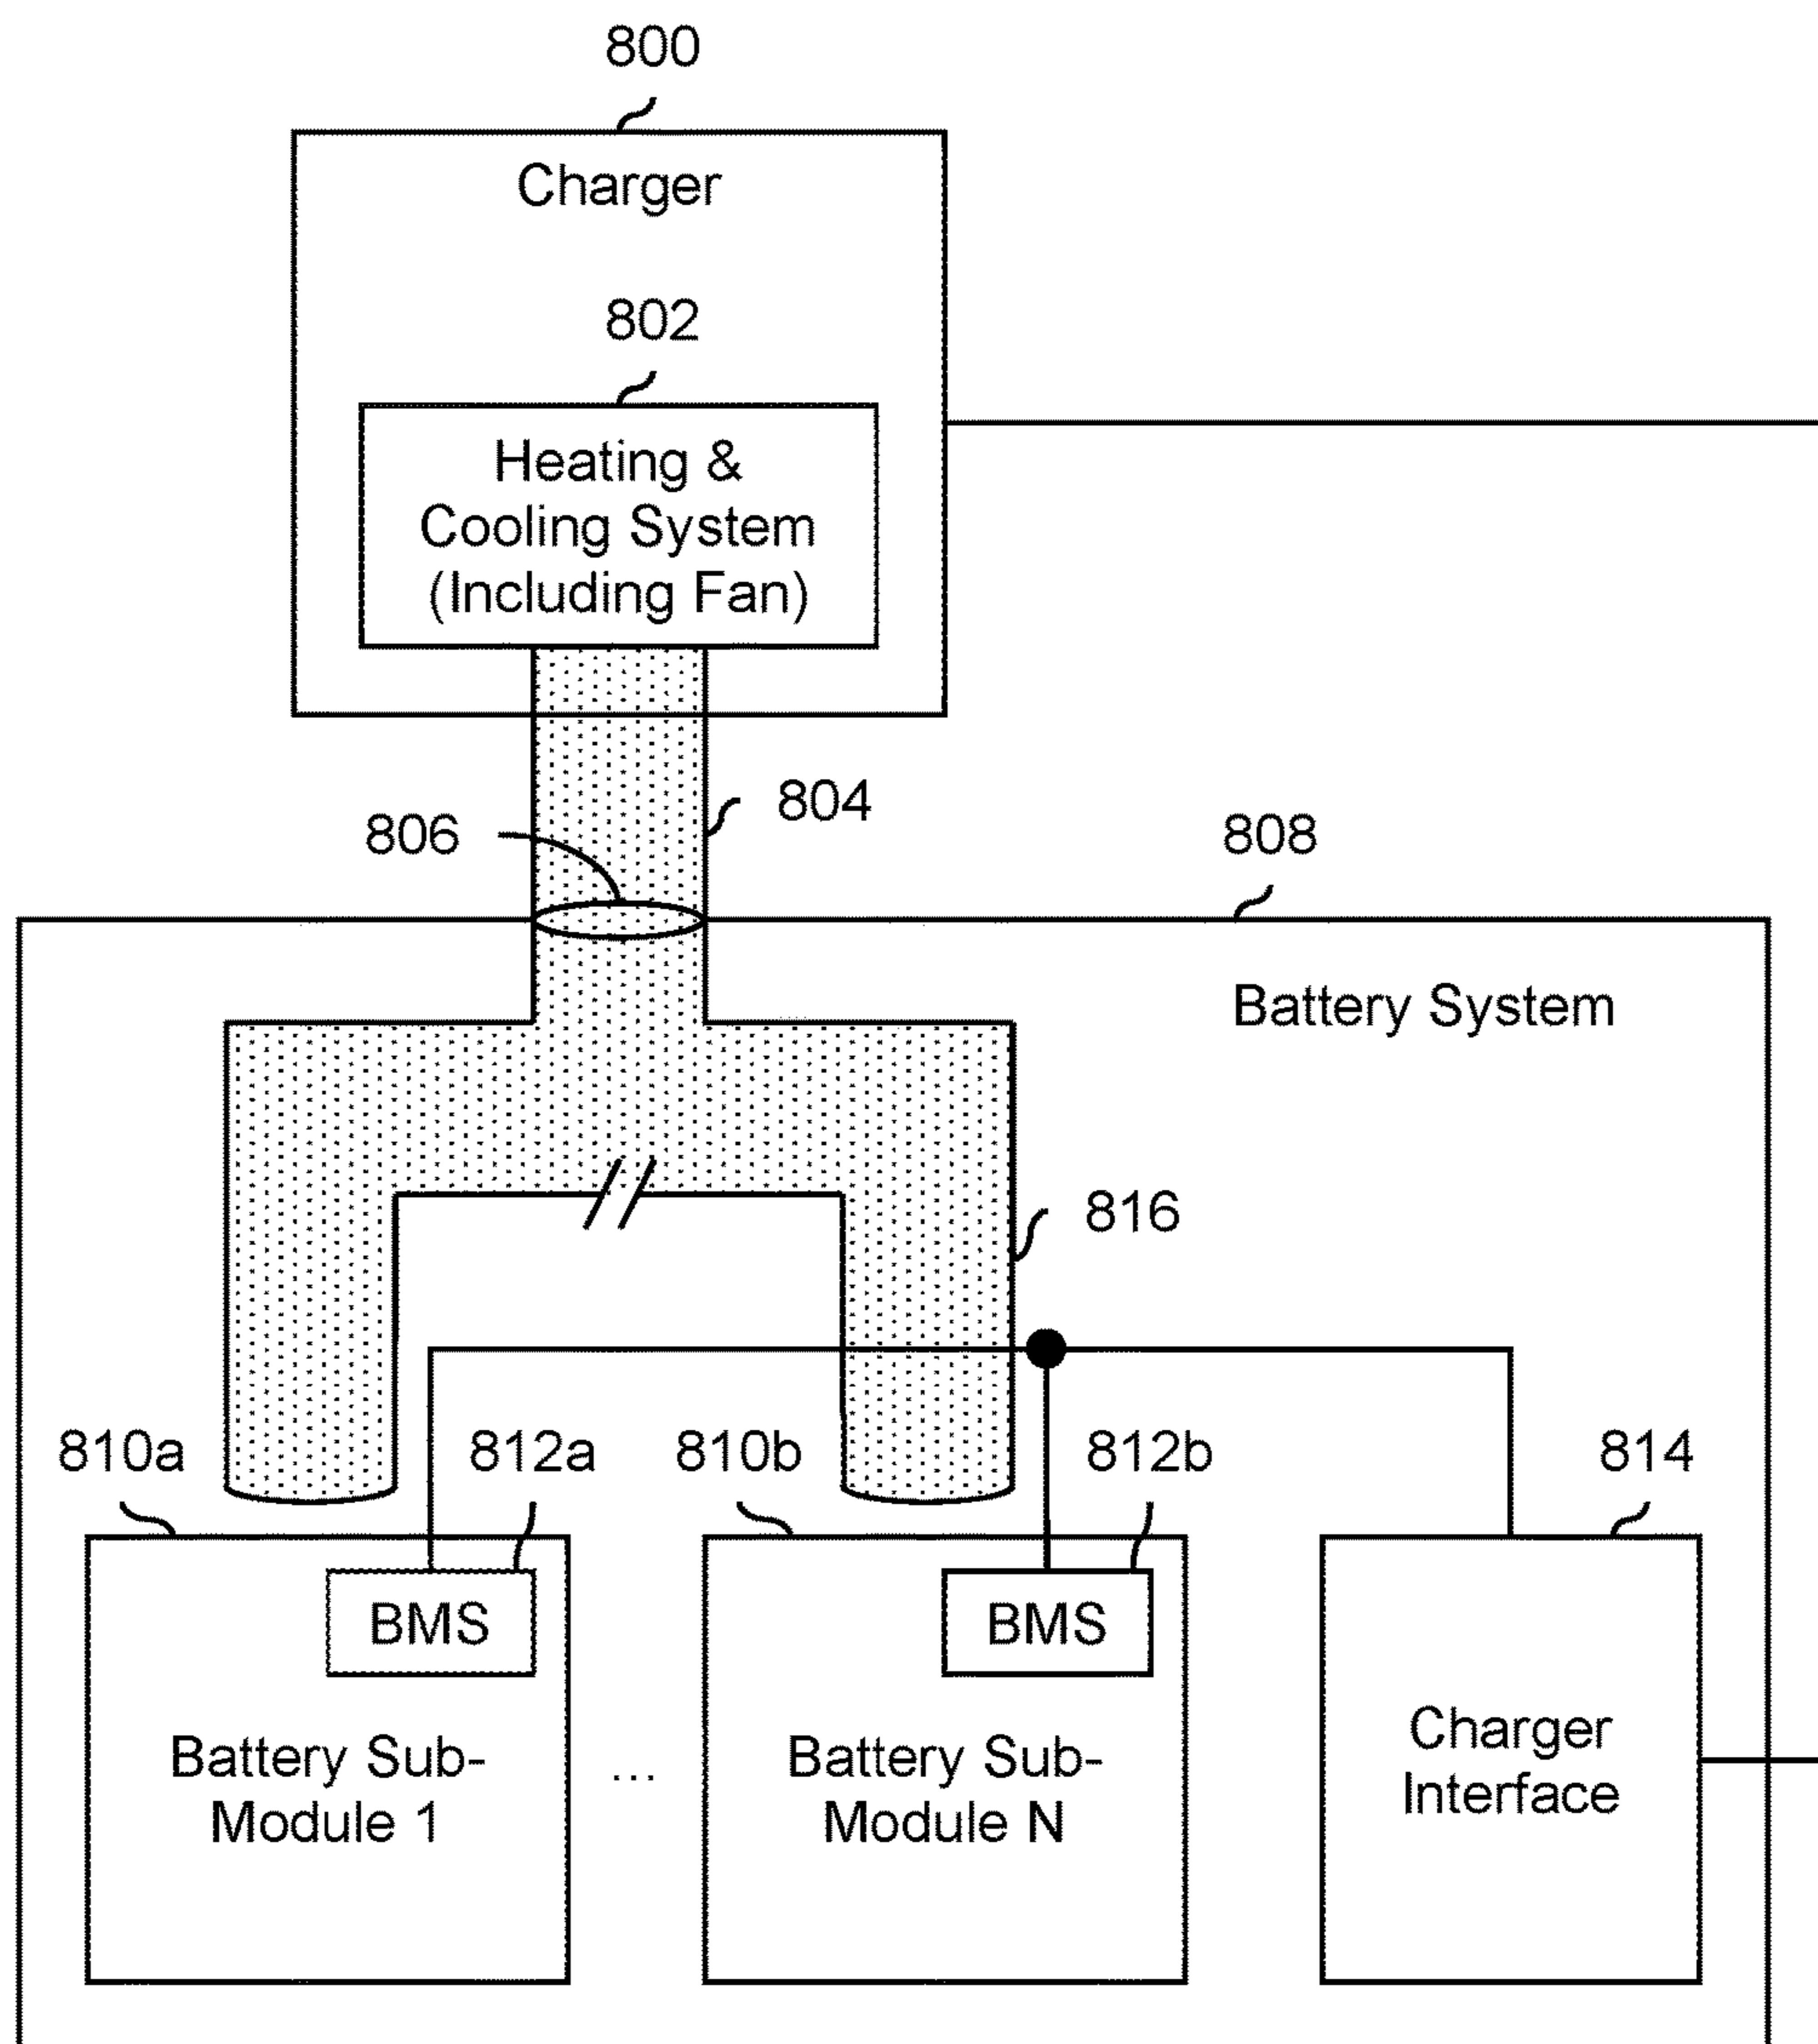 800
Charger
802
Heating &
Cooling System
(Including Fan)
804
806
808
Battery System
816
810a
812a
810b
812b
814
BMS
BMS
Battery Sub-
Module 1
...
Battery Sub-
Module N
Charger
Interface